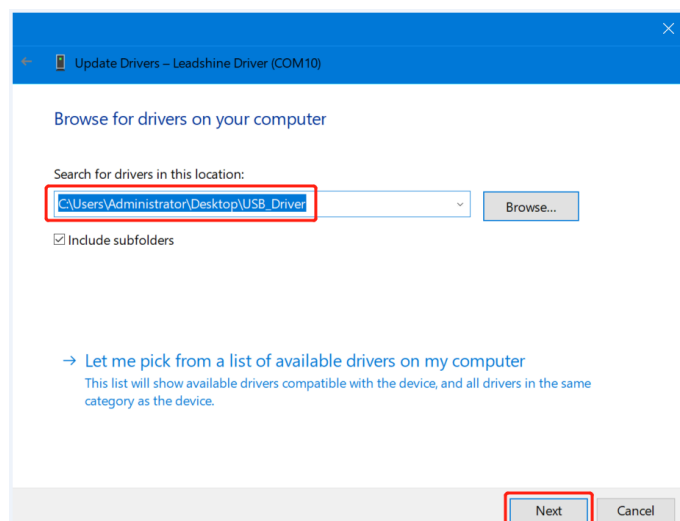 Update Drivers – Leadshine Driver (COM10)
Browse for drivers on your computer
Search for drivers in this location:
C:\Users\Administrator\Desktop\USB_Driver
Browse...
Include subfolders
Let me pick from a list of available drivers on my computer
This list will show available drivers compatible with the device, and all drivers in the same
category as the device.
Next
Cancel